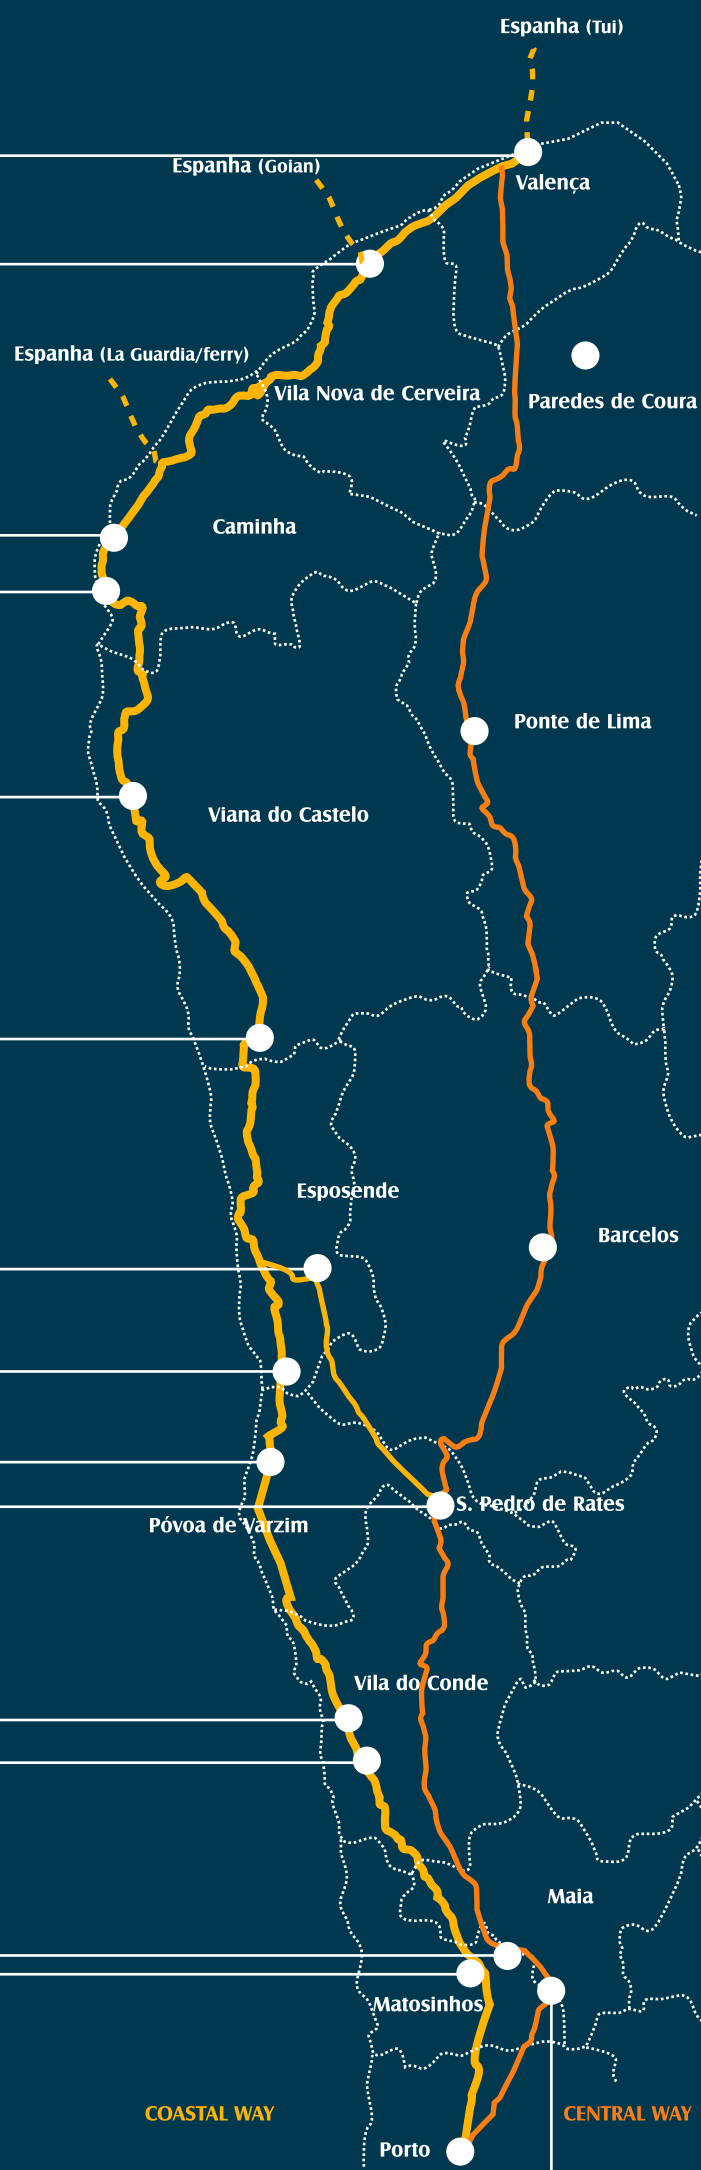 Espanha (Tui)
Espanha (Goian)
Valença
Espanha (La Guardia/ferry)
Vila Nova de Cerveira
Paredes de Coura
Caminha
Ponte de Lima
Viana do Castelo
Esposende
Barcelos
S. Pedro de Rates
Póvoa de Varzim
Vila do Conde
Maia
Matosinhos
COASTAL WAY
CENTRAL WAY
Porto